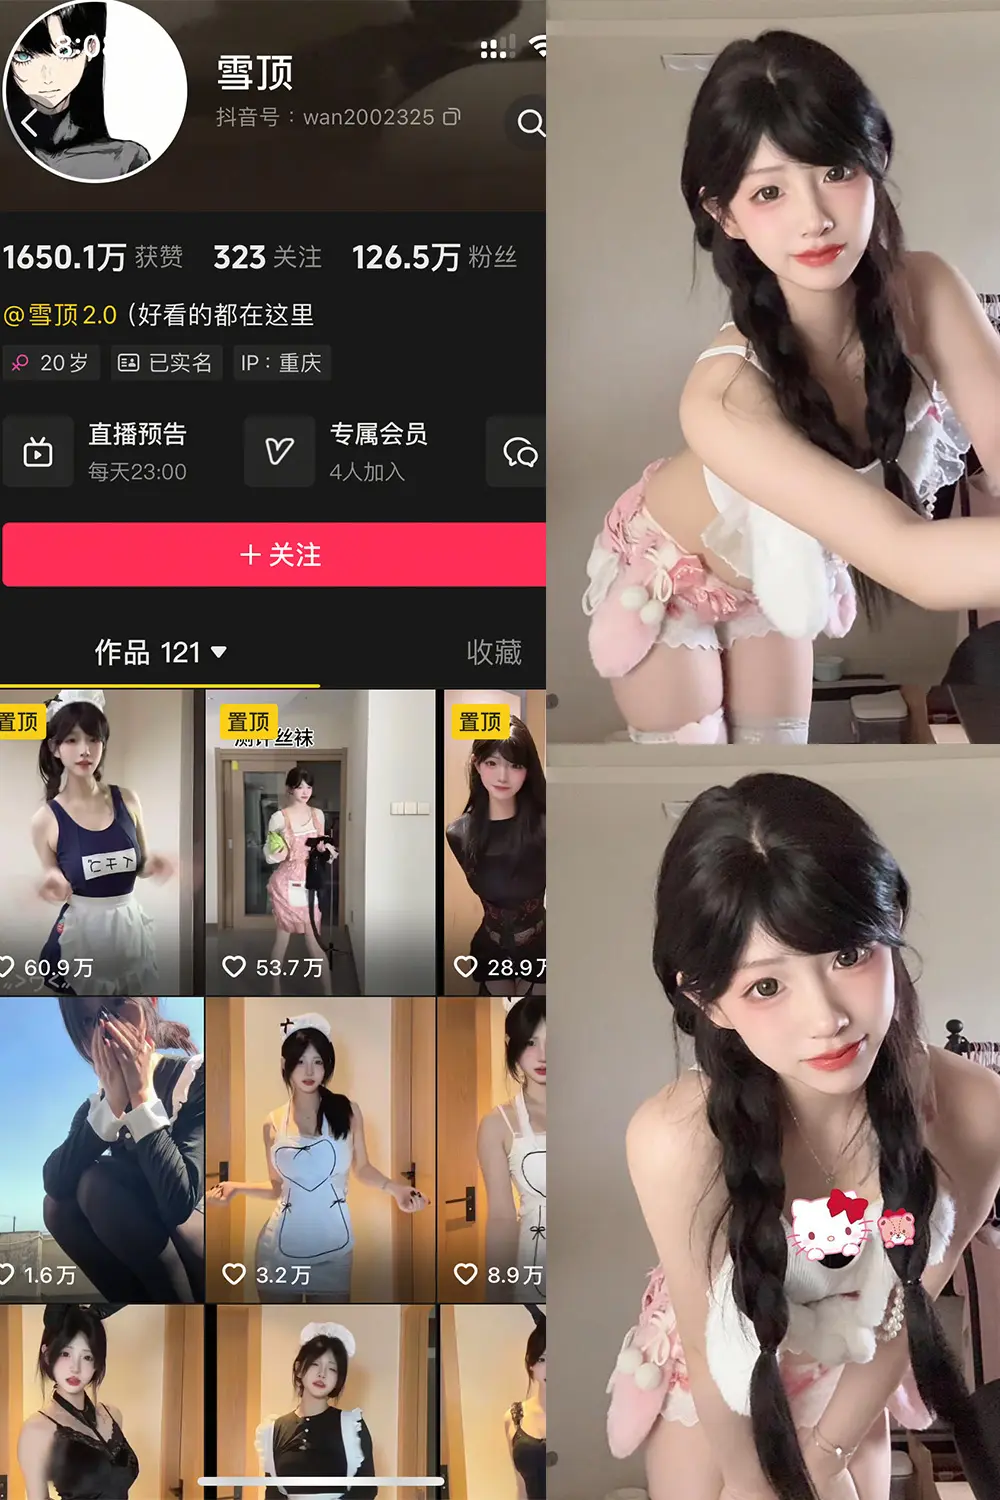 8:0
雪顶
抖音号：wan2002325
1650.1万 获赞 323 关注 126.5万 粉丝
@雪顶2.0（好看的都在这里
20岁 已实名 IP：重庆
直播预告 专属会员
每天23:00 4人加入
＋关注
作品 121 收藏
置顶 置顶 置顶
丝袜
60.9万 53.7万 28.9万
1.6万 3.2万 8.9万